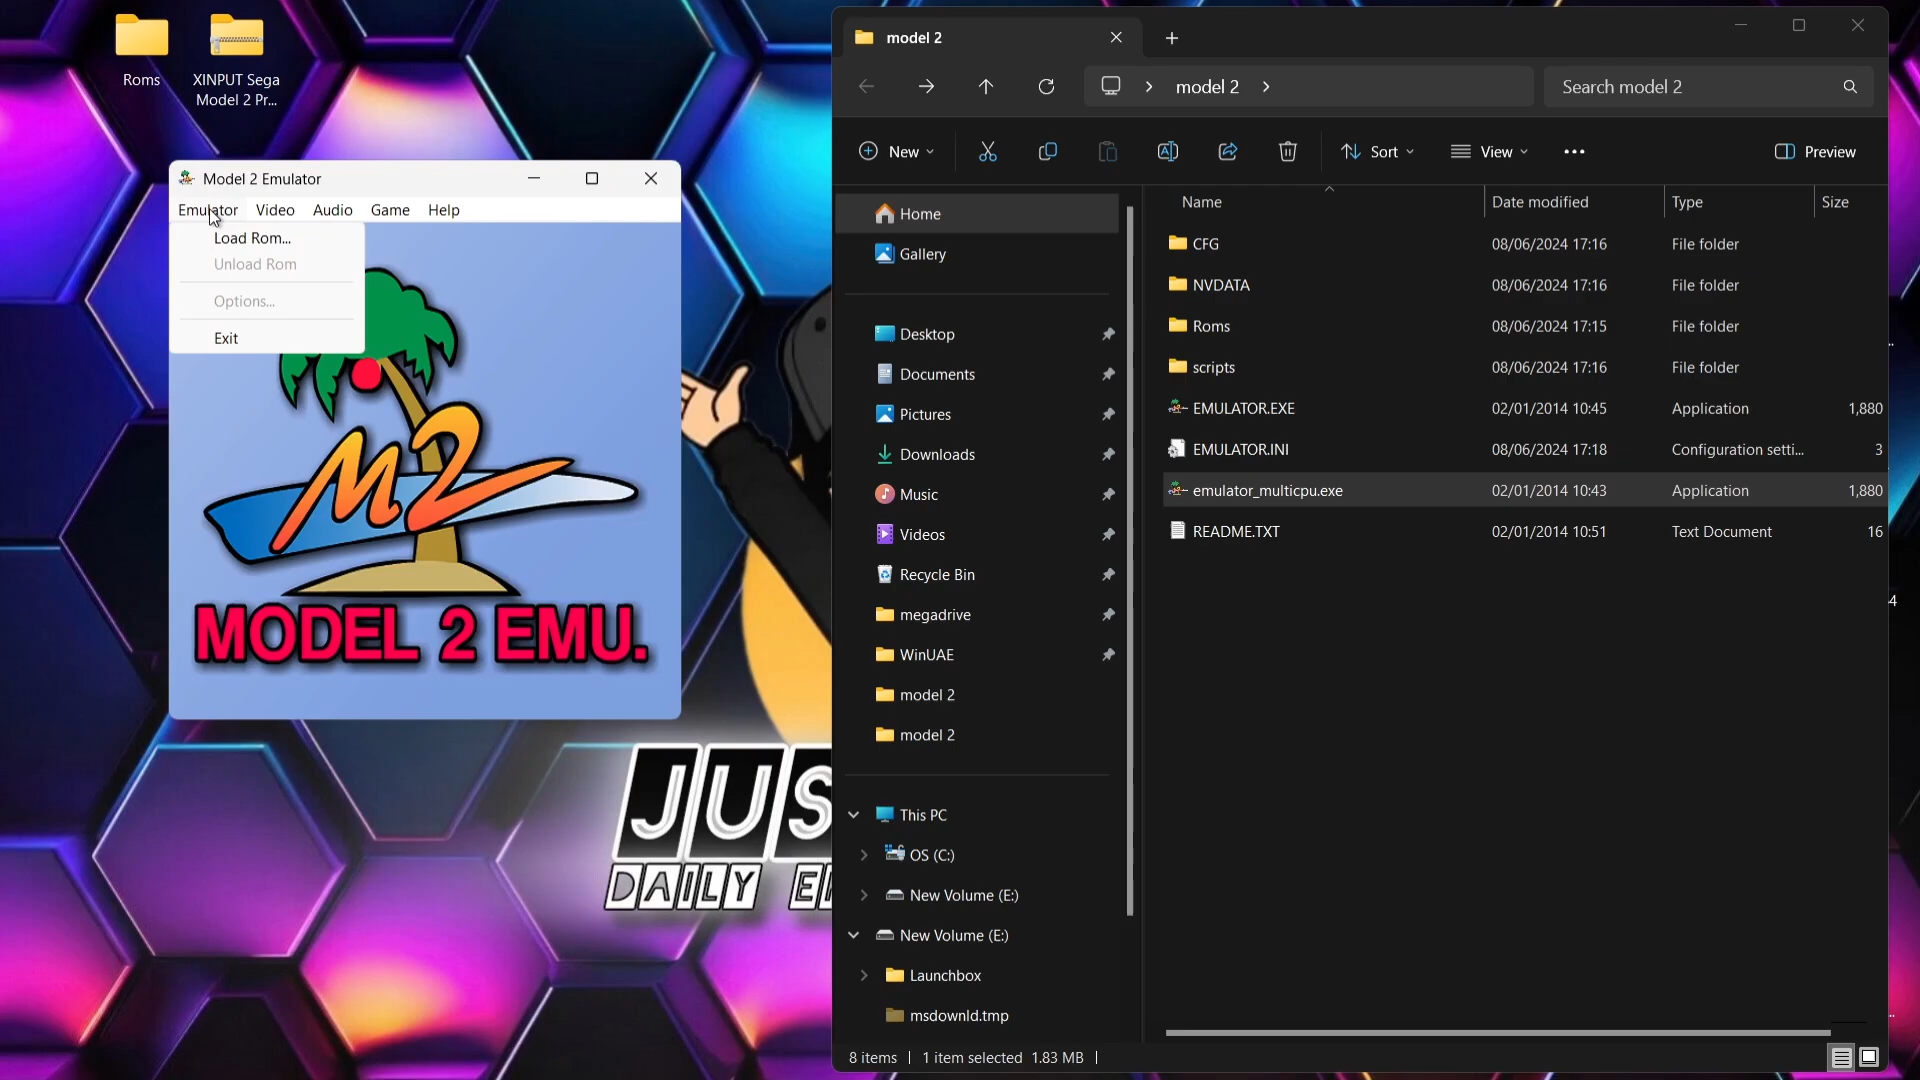 Roms
XINPUT Sega
Model 2 Pr...
Model 2 Emulator
Emulator Video Audio Game Help
Load Rom...
Unload Rom
Options...
Exit
M2
MODEL 2 EMU.
JUS
DAILY
model 2
model 2
Search model 2
New
Sort
View
Preview
Home
Gallery
Desktop
Documents
Pictures
Downloads
Music
Videos
Recycle Bin
megadrive
WinUAE
model 2
model 2
This PC
OS (C:)
New Volume (E:)
New Volume (E:)
Launchbox
msdownld.tmp
Name Date modified Type Size
CFG 08/06/2024 17:16 File folder
NVDATA 08/06/2024 17:16 File folder
Roms 08/06/2024 17:15 File folder
scripts 08/06/2024 17:16 File folder
EMULATOR.EXE 02/01/2014 10:45 Application 1,880
EMULATOR.INI 08/06/2024 17:18 Configuration setti... 3
emulator_multicpu.exe 02/01/2014 10:43 Application 1,880
README.TXT 02/01/2014 10:51 Text Document 16
8 items 1 item selected 1.83 MB
4